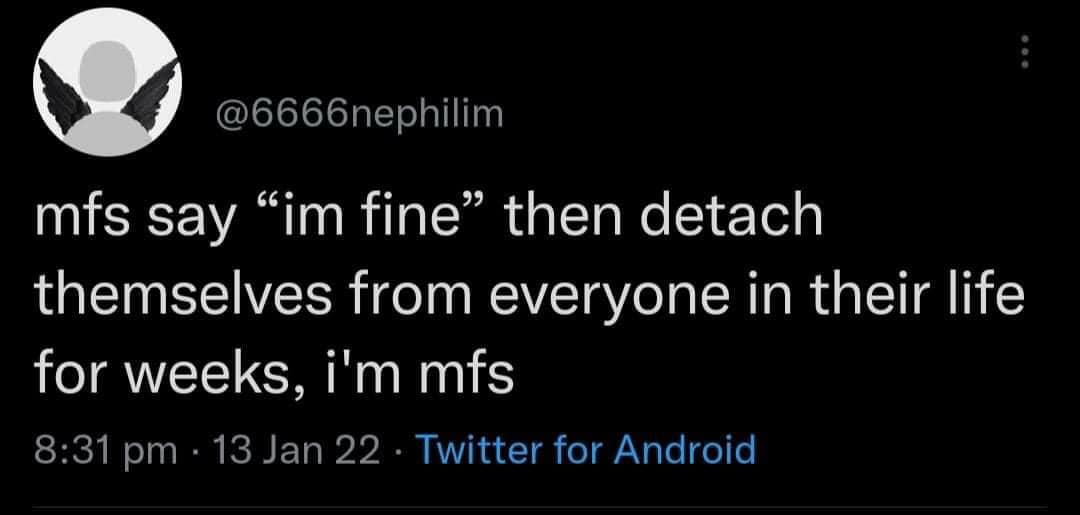 @6666nephilim
mfs say “im fine” then detach
themselves from everyone in their life
for weeks, i'm mfs
8:31 pm · 13 Jan 22 · Twitter for Android